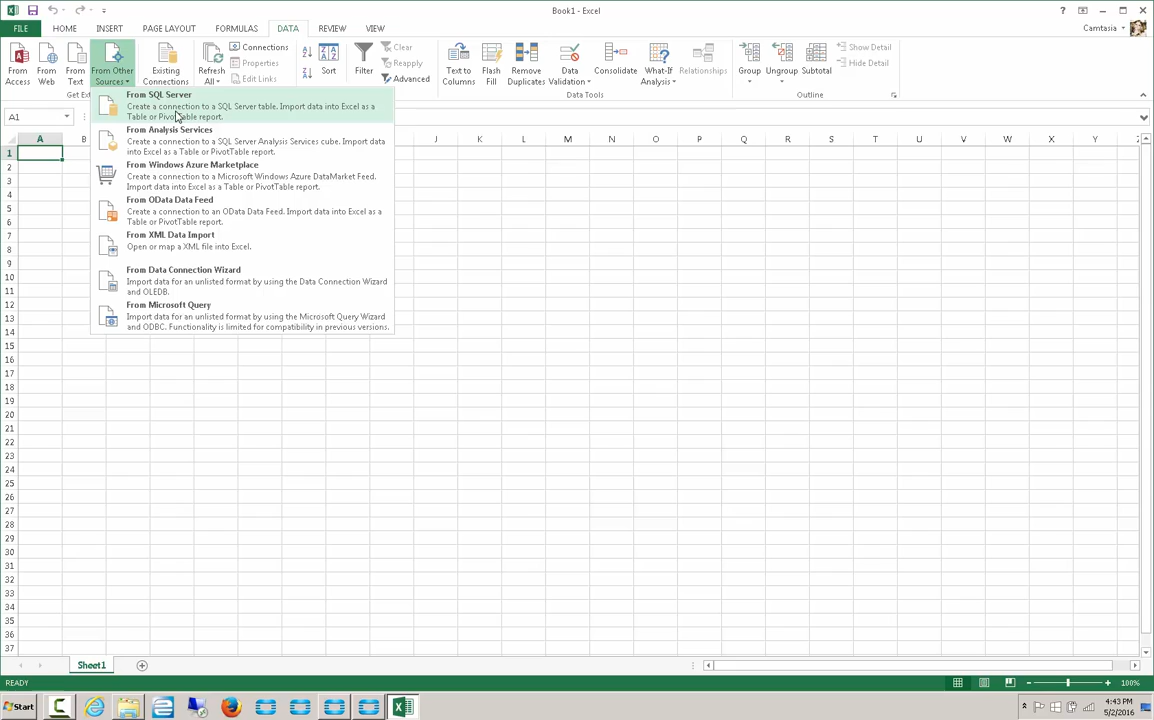 Book1 - Excel
?
FILE HOME INSERT PAGE LAYOUT FORMULAS DATA REVIEW VIEW
Camtasia
From Access
From Web
From Text
From Other Sources
Existing Connections
Refresh All
Connections
Properties
Edit Links
Sort
Filter
Clear
Reapply
Advanced
Text to Columns
Flash Fill
Remove Duplicates
Data Validation
Consolidate
What-If Analysis
Relationships
Group
Ungroup
Subtotal
Show Detail
Hide Detail
Get Ex
Data Tools
Outline
A1
From SQL Server
Create a connection to a SQL Server table. Import data into Excel as a
Table or PivotTable report.
From Analysis Services
Create a connection to a SQL Server Analysis Services cube. Import data
into Excel as a Table or PivotTable report.
From Windows Azure Marketplace
Create a connection to a Microsoft Windows Azure DataMarket Feed.
Import data into Excel as a Table or PivotTable report.
From OData Data Feed
Create a connection to an OData Data Feed. Import data into Excel as a
Table or PivotTable report.
From XML Data Import
Open or map a XML file into Excel.
From Data Connection Wizard
Import data for an unlisted format by using the Data Connection Wizard
and OLEDB.
From Microsoft Query
Import data for an unlisted format by using the Microsoft Query Wizard
and ODBC. Functionality is limited for compatibility in previous versions.
A B J K L M N O P Q R S T U V W X Y
1
2
3
4
5
6
7
8
9
10
11
12
13
14
15
16
17
18
19
20
21
22
23
24
25
26
27
28
29
30
31
32
33
34
35
36
37
Sheet1
READY
100%
Start
4:43 PM
5/2/2016